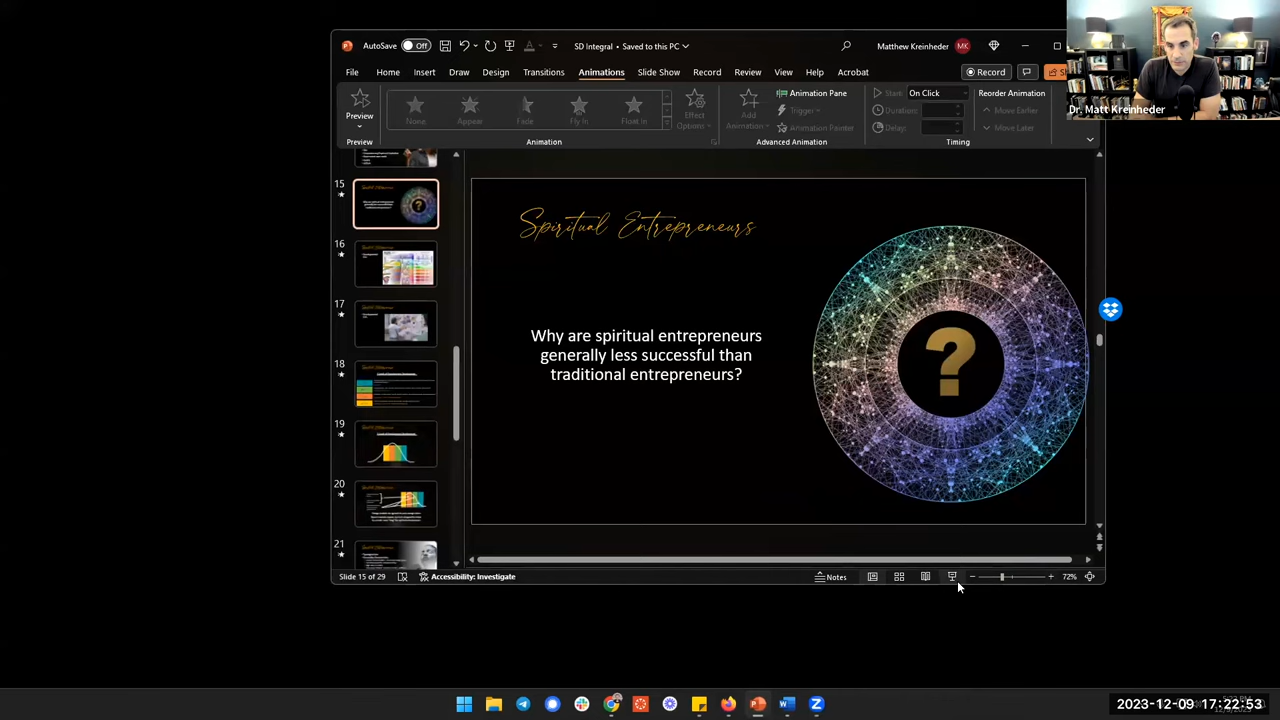 AutoSave Off
SD Integral • Saved to this PC
Matthew Kreinheder MK
File Home Insert Draw Design Transitions Animations Slide Show Record Review View Help Acrobat
Record
Dr. Matt Kreinheder
Preview
None
Appear
Fade
Fly In
Float In
Effect
Options
Add
Animation
Animation Pane
Trigger
Animation Painter
Start: On Click
Duration:
Delay:
Reorder Animation
Move Earlier
Move Later
Preview
Animation
Advanced Animation
Timing
15
16
17
18
19
20
21
Spiritual Entrepreneurs
Why are spiritual entrepreneurs
generally less successful than
traditional entrepreneurs?
?
Slide 15 of 29
Accessibility: Investigate
Notes
72%
2023-12-09 17:22:53